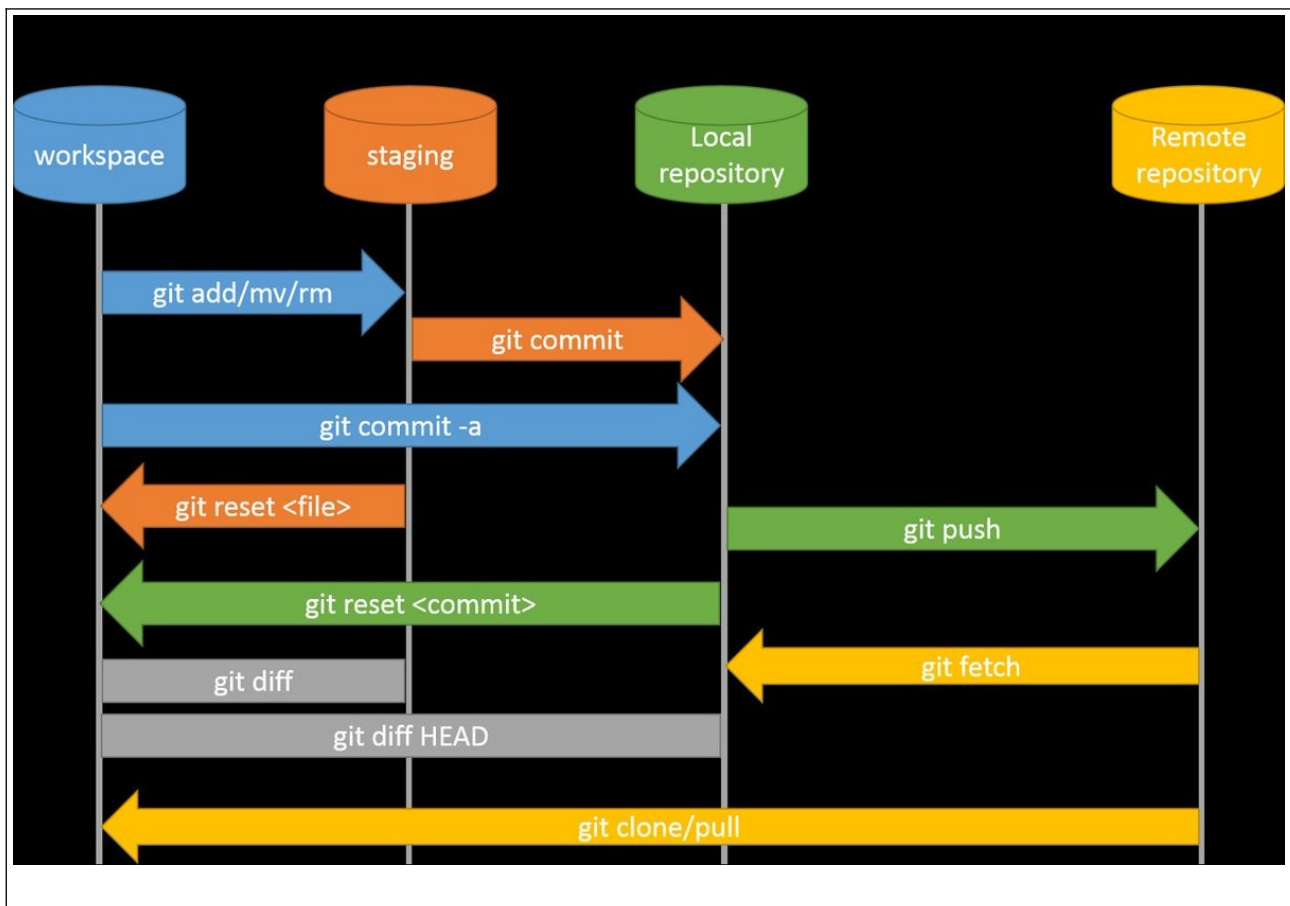 workspace
staging
Local
repository
Remote
repository
git add/mv/rm
git commit
git commit -a
git reset <file>
git push
git reset <commit>
git fetch
git diff
git diff HEAD
git clone/pull